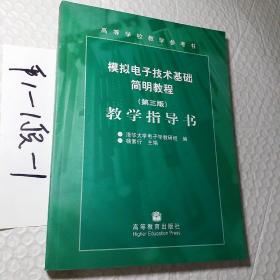 高等学校教学参考书
模拟电子技术基础
简明教程
(第三版)
教学指导书
清华大学电子学教研组 编
杨素行 主编
高等教育出版社
Higher Education Press